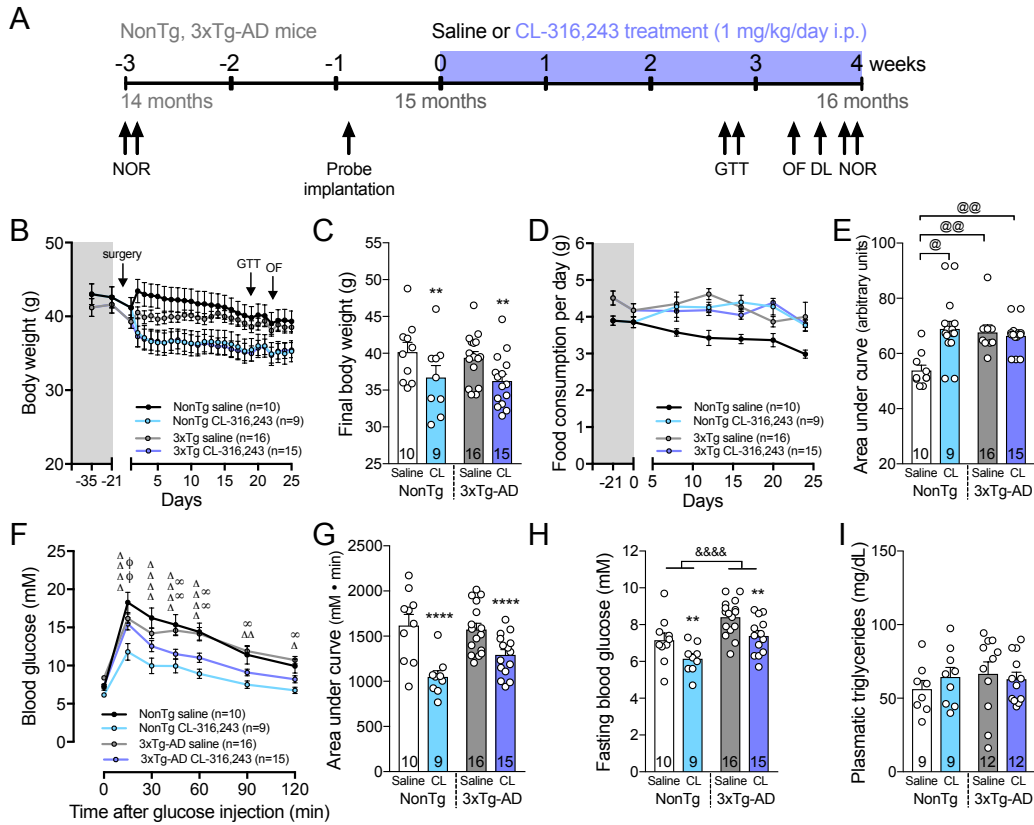 A
NonTg, 3xTg-AD mice
Saline or CL-316,243 treatment (1 mg/kg/day i.p.)
-3 -2 -1 0 1 2 3 4 weeks
14 months 15 months 16 months
NOR Probe implantation GTT OF DL NOR
B
Body weight (g)
50
40
30
20
surgery
GTT
OF
NonTg saline (n=10)
NonTg CL-316,243 (n=9)
3xTg saline (n=16)
3xTg CL-316,243 (n=15)
-35 -21 5 10 15 20 25
Days
C
Final body weight (g)
55
50
45
40
35
30
25
** **
10 9 16 15
Saline CL Saline CL
NonTg 3xTg-AD
D
Food consumption per day (g)
6
5
4
3
2
1
0
NonTg saline (n=10)
NonTg CL-316,243 (n=9)
3xTg saline (n=16)
3xTg CL-316,243 (n=15)
-21 0 5 10 15 20 25
Days
E
Area under curve (arbitrary units)
100
80
60
40
20
@@
@@
@
10 9 16 15
Saline CL Saline CL
NonTg 3xTg-AD
F
Blood glucose (mM)
25
20
15
10
5
0
Δ Δ Δ Δ ϕ ϕ
Δ Δ Δ Δ
Δ Δ Δ Δ ∞ ∞
Δ Δ Δ Δ ∞ ∞
∞ Δ Δ
∞ Δ
NonTg saline (n=10)
NonTg CL-316,243 (n=9)
3xTg-AD saline (n=16)
3xTg-AD CL-316,243 (n=15)
0 30 60 90 120
Time after glucose injection (min)
G
Area under curve (mM • min)
2500
2000
1500
1000
500
0
**** ****
10 9 16 15
Saline CL Saline CL
NonTg 3xTg-AD
H
Fasting blood glucose (mM)
12
10
8
6
4
2
0
&&&&
** **
10 9 16 15
Saline CL Saline CL
NonTg 3xTg-AD
I
Plasmatic triglycerides (mg/dL)
150
100
50
0
9 9 12 12
Saline CL Saline CL
NonTg 3xTg-AD